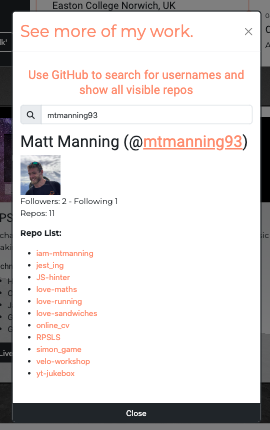 Easton College Norwich, UK
See more of my work.
×
Use GitHub to search for usernames and
show all visible repos
mtmanning93
Matt Manning (@mtmanning93)
Followers: 2 - Following 1
Repos: 11
Repo List:
iam-mtmanning
jest_ing
JS-hinter
love-maths
love-running
love-sandwiches
online_cv
RPSLS
simon_game
velo-workshop
yt-jukebox
Close